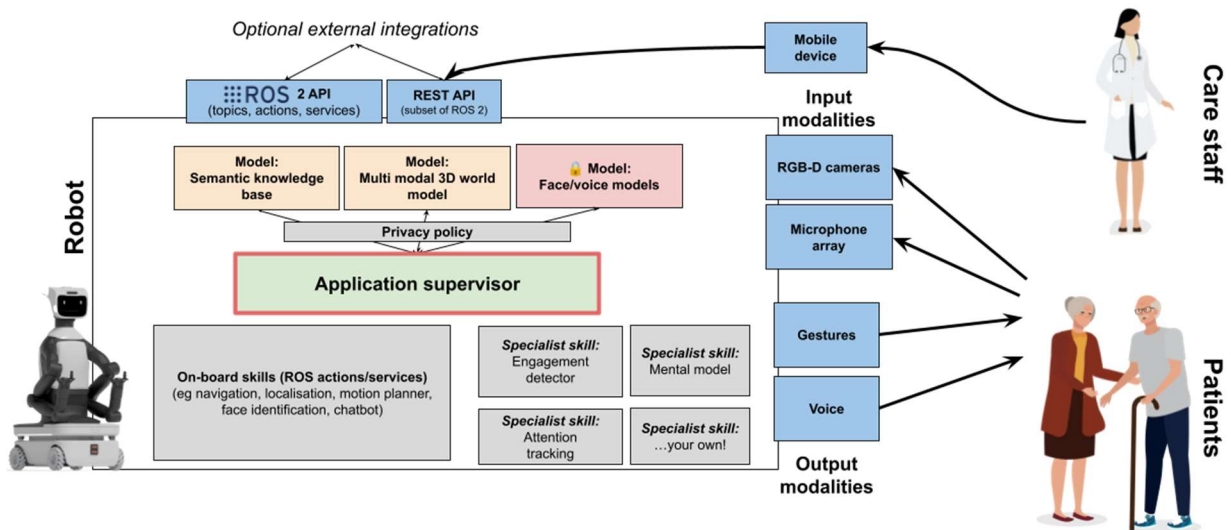 Optional external integrations
Mobile
device
Care staff
ROS 2 API
(topics, actions, services)
REST API
(subset of ROS 2)
Input
modalities
Robot
Model:
Semantic knowledge
base
Model:
Multi modal 3D world
model
🔒 Model:
Face/voice models
RGB-D cameras
Privacy policy
Microphone
array
Application supervisor
On-board skills (ROS actions/services)
(eg navigation, localisation, motion planner,
face identification, chatbot)
Specialist skill:
Engagement
detector
Specialist skill:
Mental model
Specialist skill:
Attention
tracking
Specialist skill:
…your own!
Gestures
Voice
Output
modalities
Patients